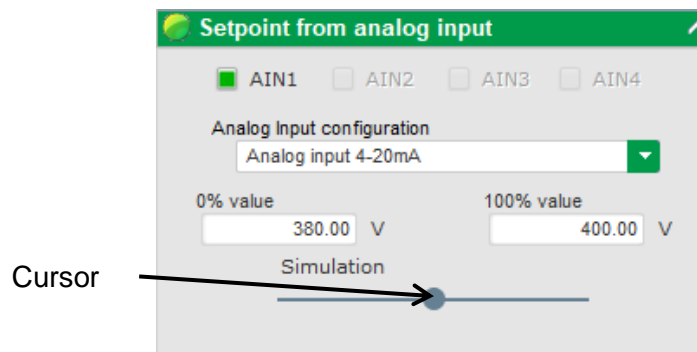 Setpoint from analog input
AIN1 AIN2 AIN3 AIN4
Analog Input configuration
Analog input 4-20mA
0% value 100% value
380.00 V 400.00 V
Simulation
Cursor